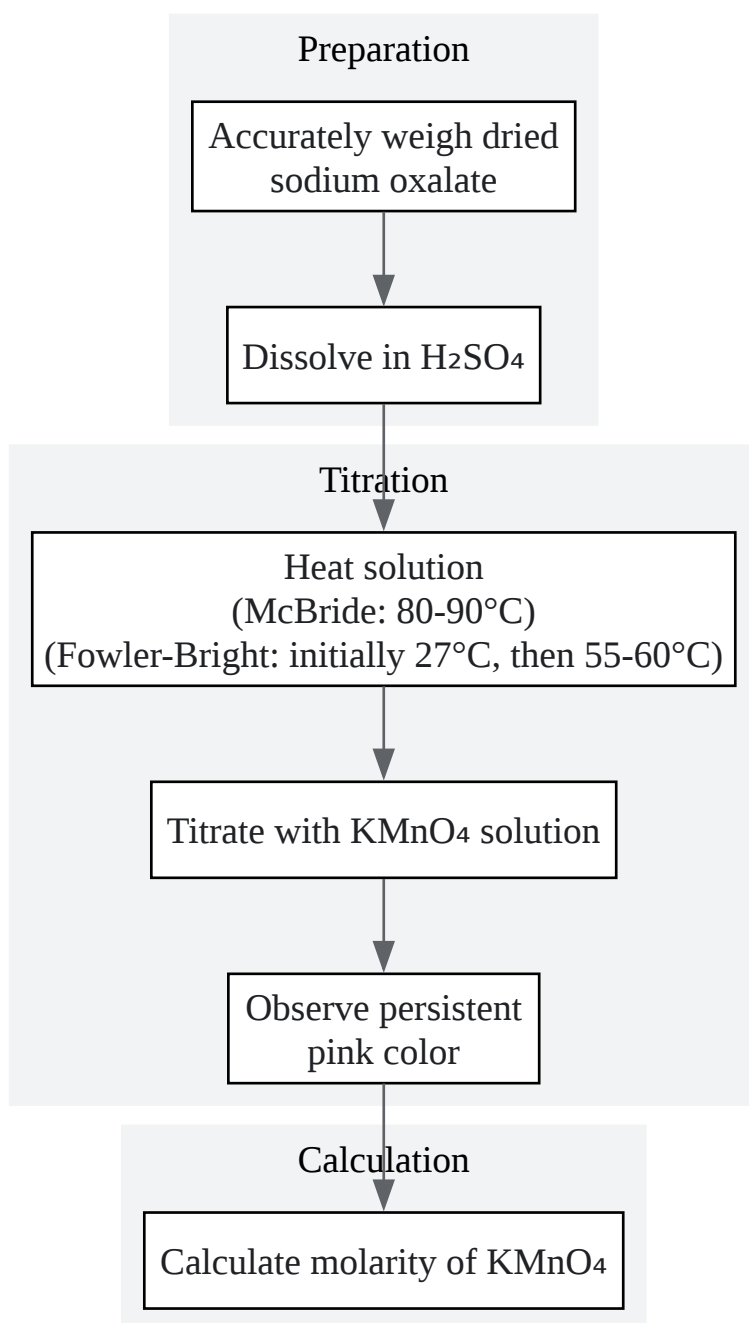 Preparation
Accurately weigh dried
sodium oxalate
Dissolve in H₂SO₄
Titration
Heat solution
(McBride: 80-90°C)
(Fowler-Bright: initially 27°C, then 55-60°C)
Titrate with KMnO₄ solution
Observe persistent
pink color
Calculation
Calculate molarity of KMnO₄